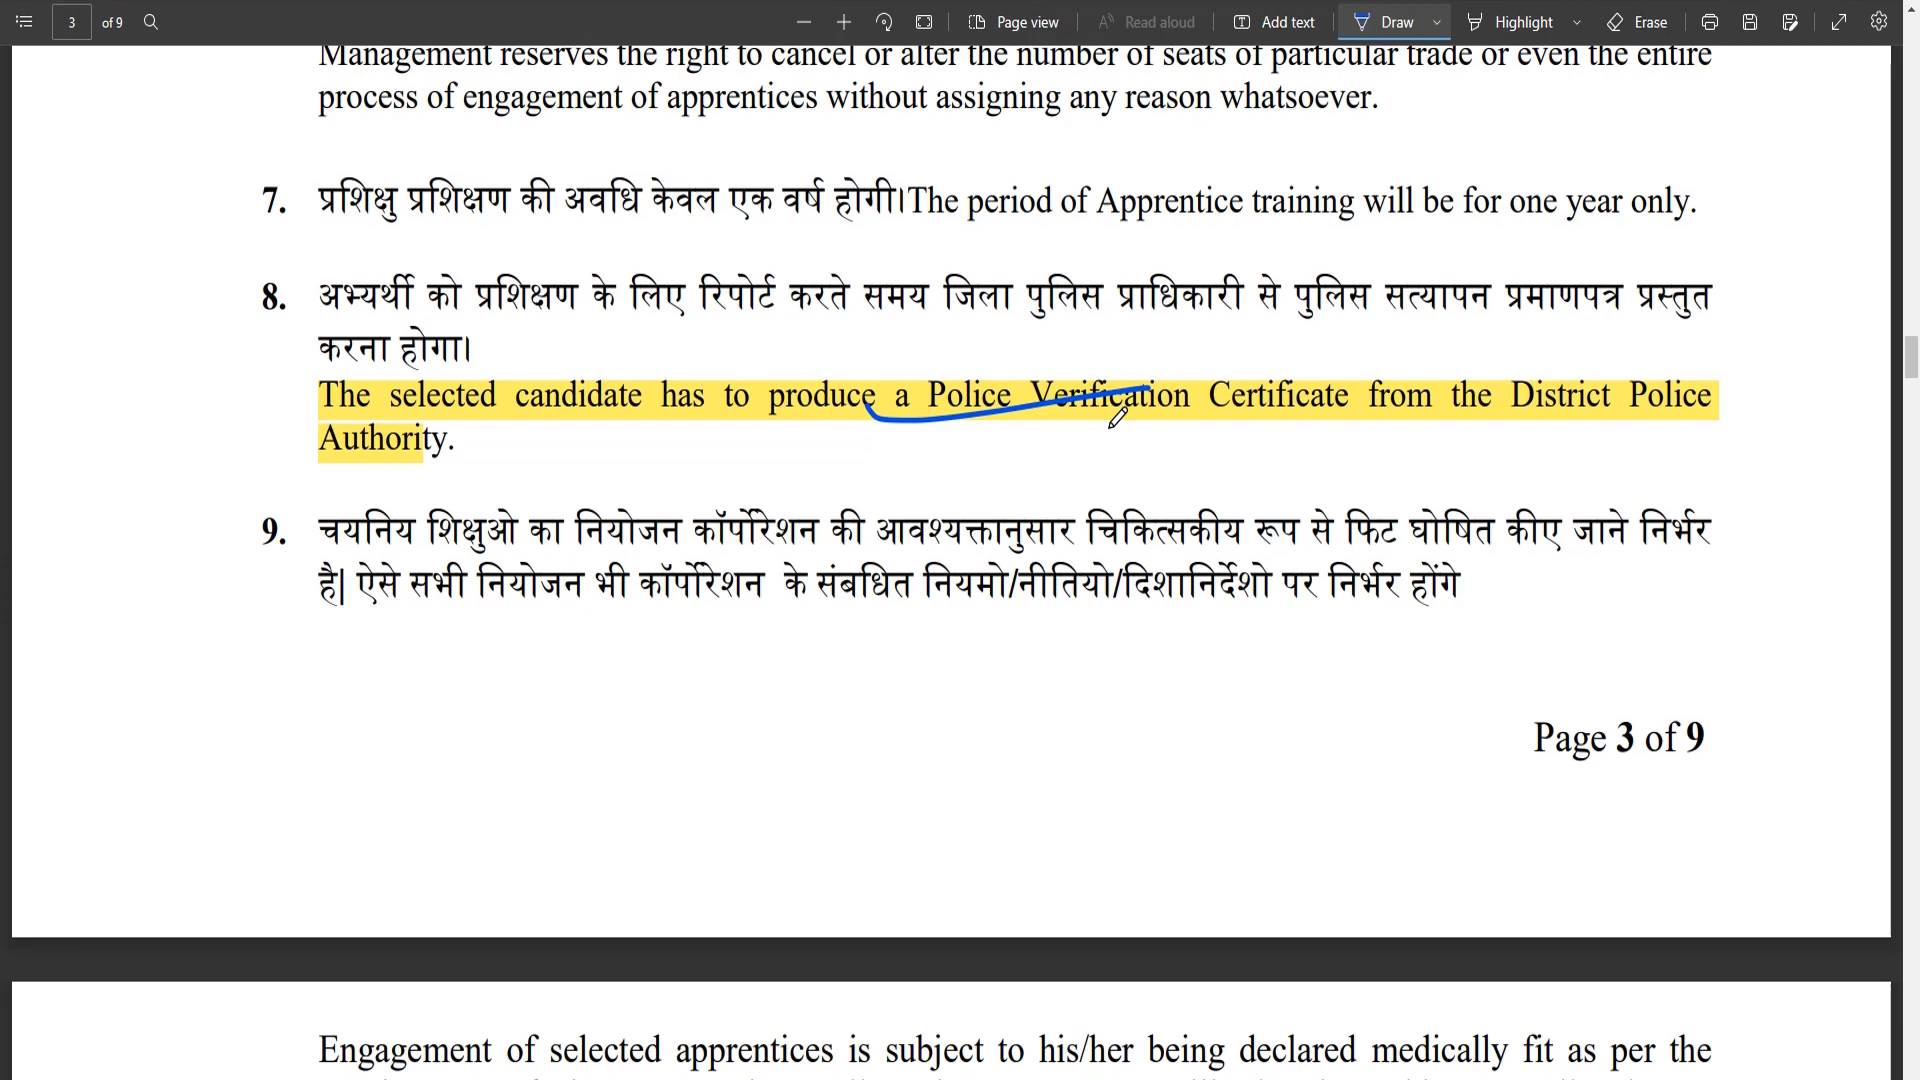 3 of 9 Page view Read aloud Add text Draw Highlight Erase
Management reserves the right to cancel or alter the number of seats of particular trade or even the entire
process of engagement of apprentices without assigning any reason whatsoever.
7. प्रशिक्षु प्रशिक्षण की अवधि केवल एक वर्ष होगी।The period of Apprentice training will be for one year only.
8. अभ्यर्थी को प्रशिक्षण के लिए रिपोर्ट करते समय जिला पुलिस प्राधिकारी से पुलिस सत्यापन प्रमाणपत्र प्रस्तुत
करना होगा।
The selected candidate has to produce a Police Verification Certificate from the District Police
Authority.
9. चयनिय शिक्षुओ का नियोजन कॉर्पोरेशन की आवश्यक्तानुसार चिकित्सकीय रूप से फिट घोषित कीए जाने निर्भर
है| ऐसे सभी नियोजन भी कॉर्पोरेशन के संबधित नियमो/नीतियो/दिशानिर्देशो पर निर्भर होंगे
Page 3 of 9
Engagement of selected apprentices is subject to his/her being declared medically fit as per the